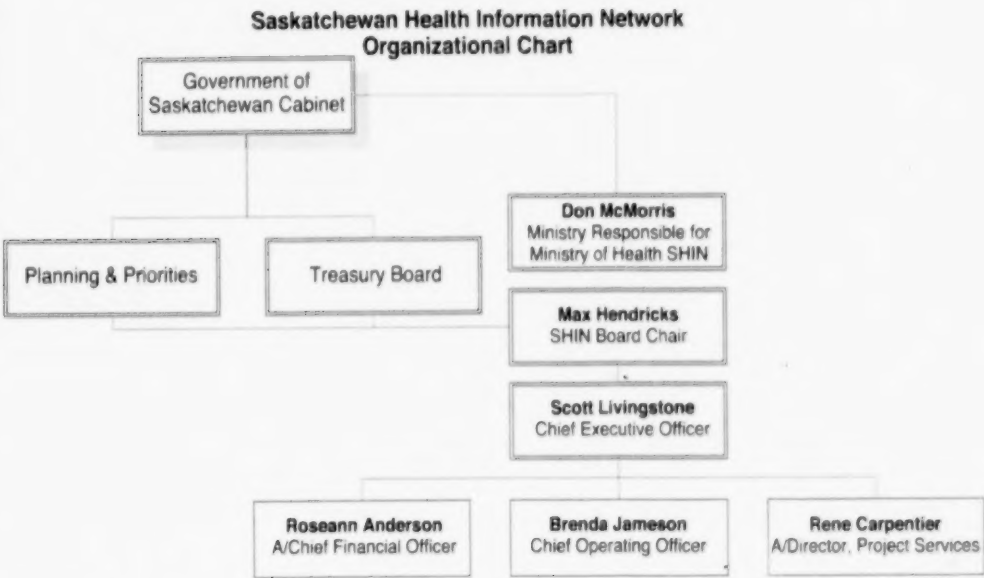 Saskatchewan Health Information Network
Organizational Chart
Government of
Saskatchewan Cabinet
Don McMorris
Ministry Responsible for
Ministry of Health SHIN
Planning & Priorities
Treasury Board
Max Hendricks
SHIN Board Chair
Scott Livingstone
Chief Executive Officer
Roseann Anderson
A/Chief Financial Officer
Brenda Jameson
Chief Operating Officer
Rene Carpentier
A/Director, Project Services